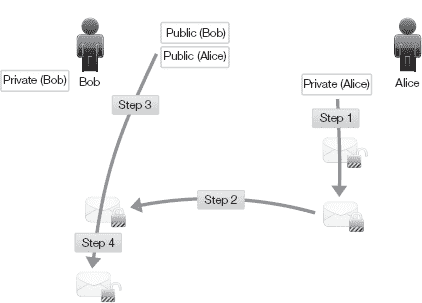 Public (Bob)
Public (Alice)
Private (Bob)
Bob
Private (Alice)
Alice
Step 3
Step 1
Step 2
Step 4